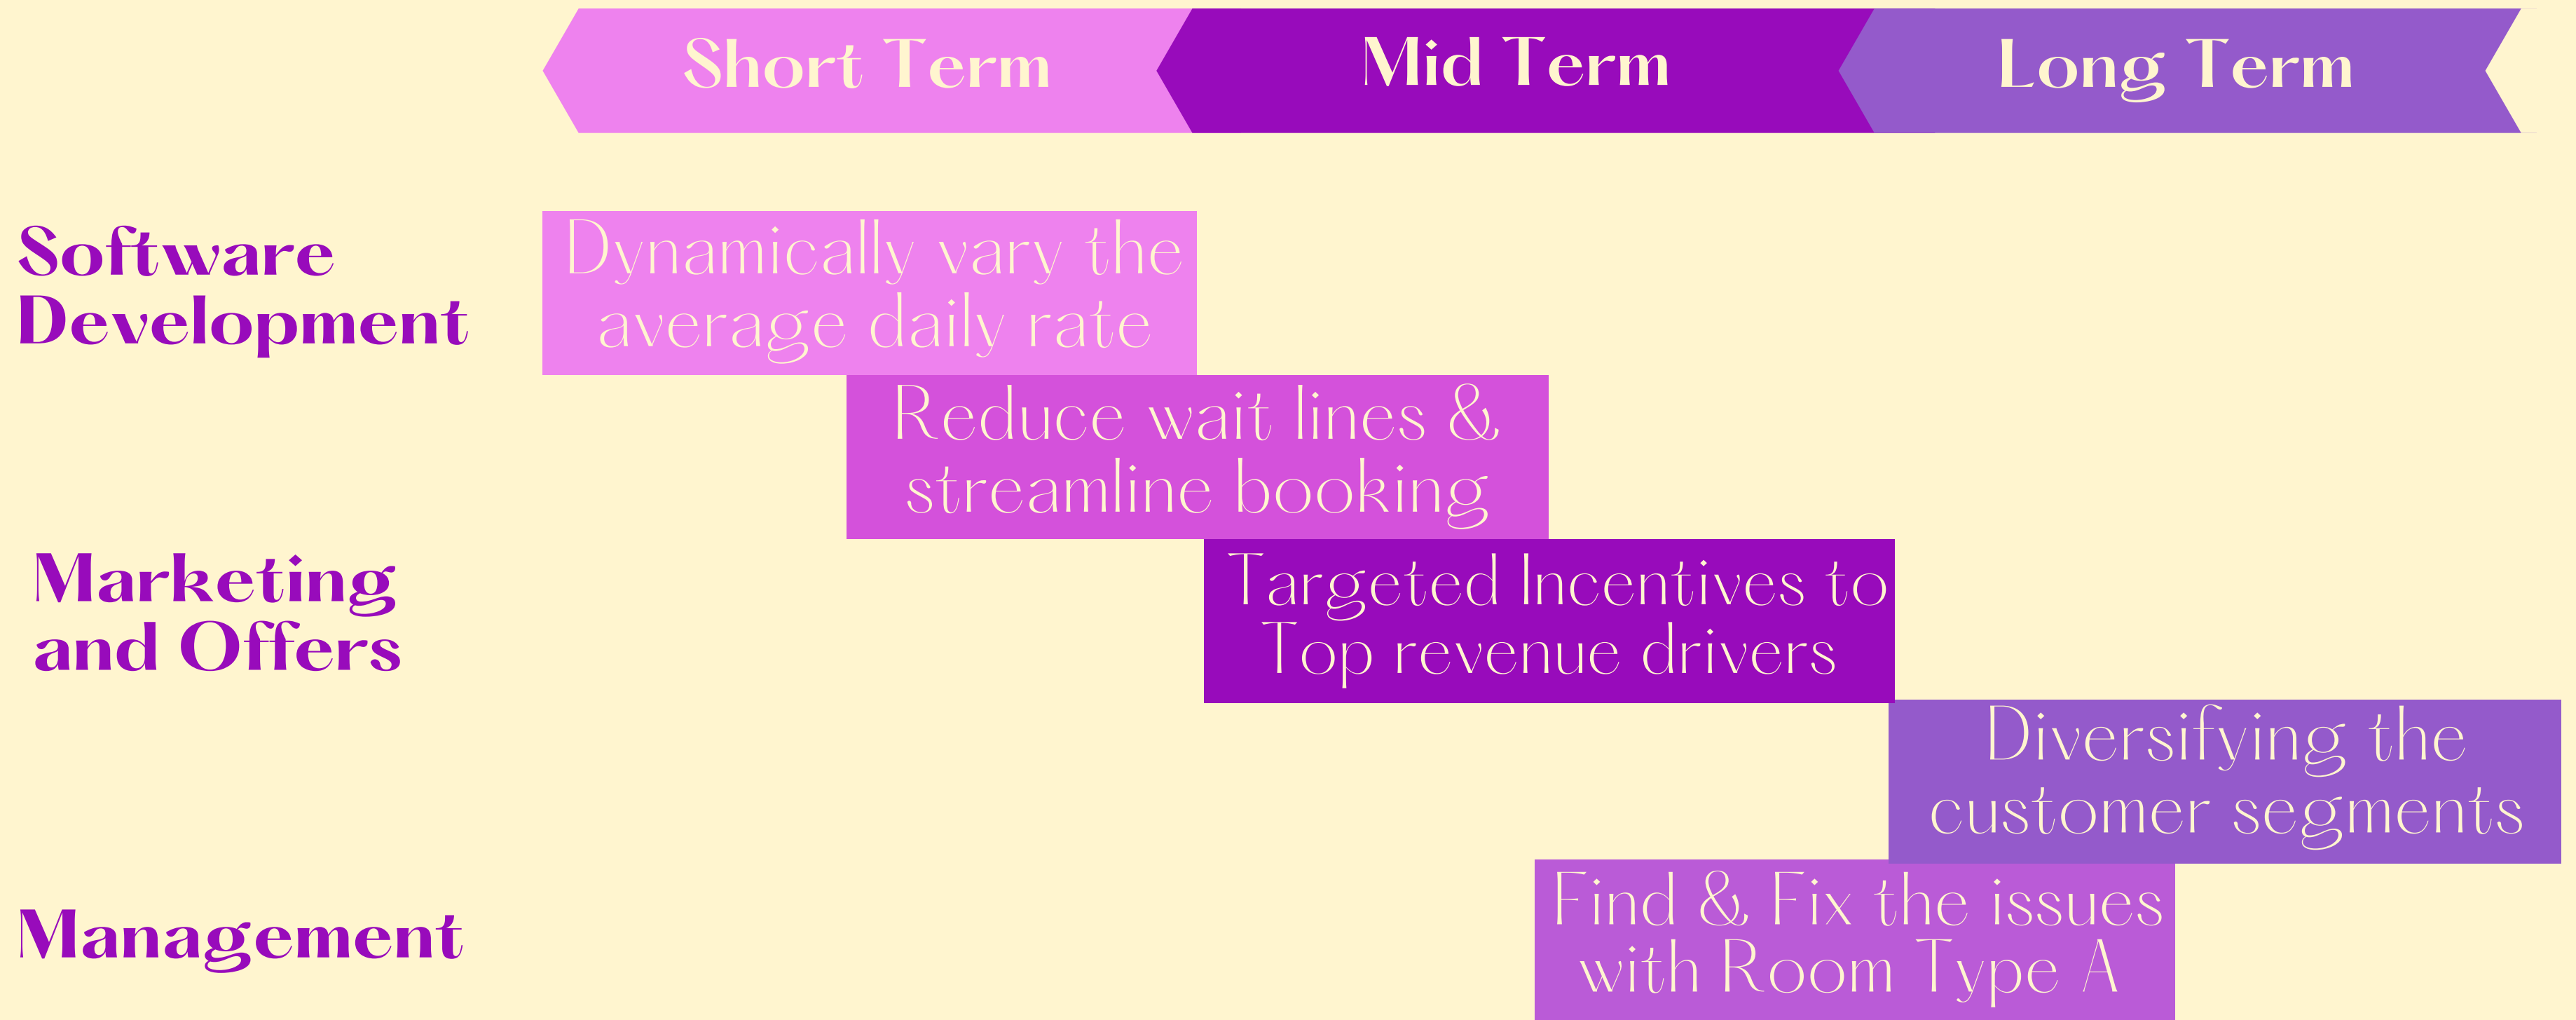 Short Term
Mid Term
Long Term
Software
Development
Dynamically vary the
average daily rate
Reduce wait lines &
streamline booking
Marketing
and Offers
Targeted Incentives to
Top revenue drivers
Diversifying the
customer segments
Management
Find & Fix the issues
with Room Type A